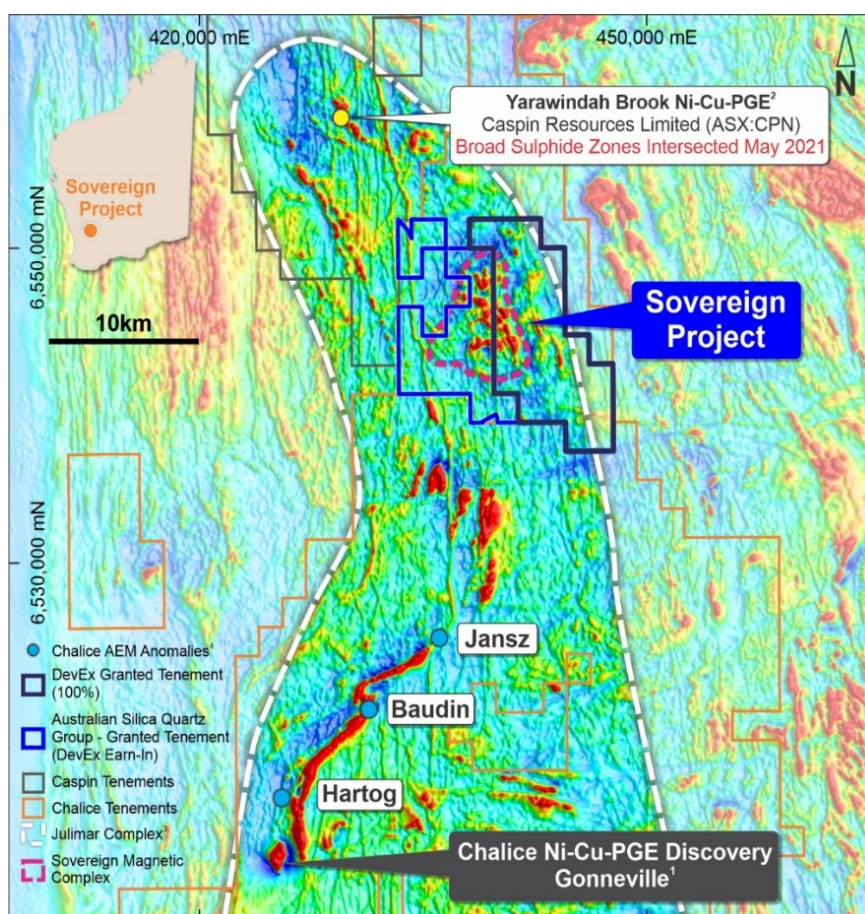 420,000 mE
450,000 mE
N
Yarawindah Brook Ni-Cu-PGE²
Caspin Resources Limited (ASX:CPN)
Broad Sulphide Zones Intersected May 2021
Sovereign
Project
6,550,000 mN
10km
Sovereign
Project
6,530,000 mN
Jansz
Baudin
Hartog
Chalice Ni-Cu-PGE Discovery
Gonneville¹
Chalice AEM Anomalies⁴
DevEx Granted Tenement
(100%)
Australian Silica Quartz
Group - Granted Tenement
(DevEx Earn-In)
Caspin Tenements
Chalice Tenements
Julimar Complex³
Sovereign Magnetic
Complex